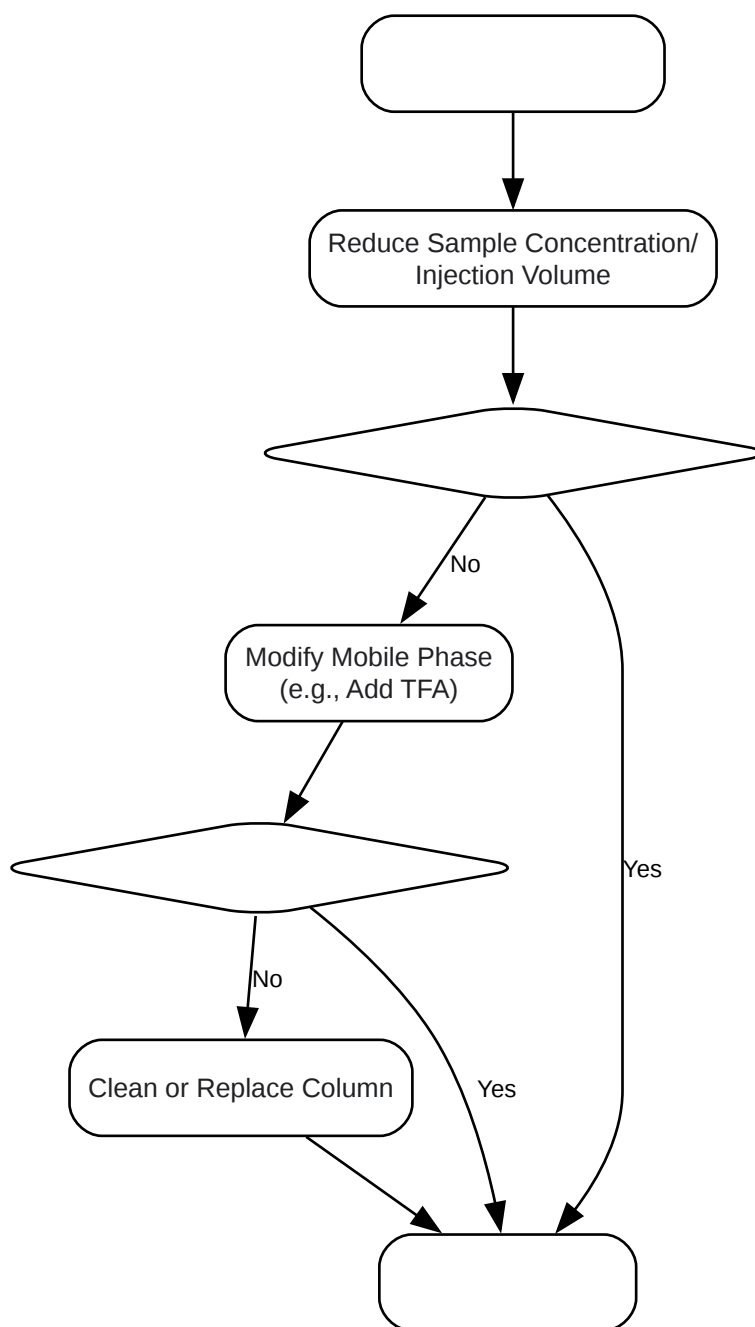 Reduce Sample Concentration/
Injection Volume
No
Modify Mobile Phase
(e.g., Add TFA)
Yes
No
Clean or Replace Column
Yes